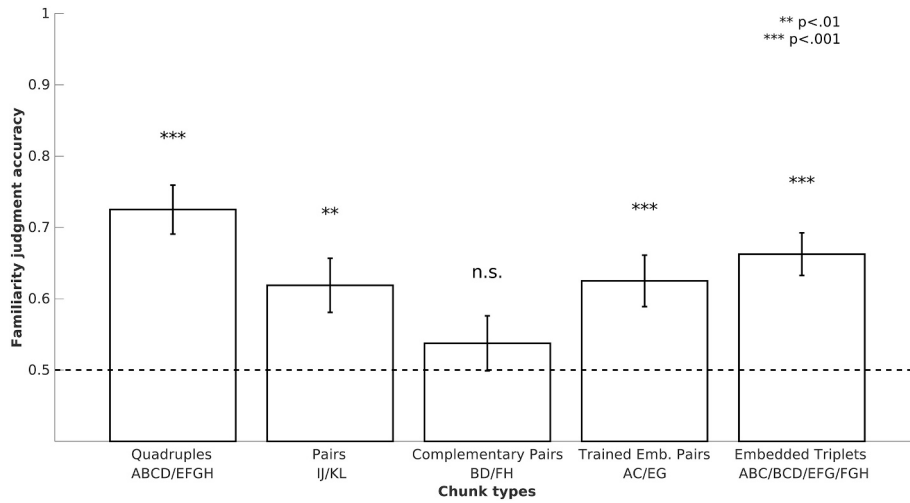 1
** p<.01
*** p<.001
0.9
***
0.8
***
**
***
0.7
n.s.
0.6
0.5
Familiarity judgment accuracy
Quadruples
ABCD/EFGH
Pairs
IJ/KL
Complementary Pairs
BD/FH
Trained Emb. Pairs
AC/EG
Embedded Triplets
ABC/BCD/EFG/FGH
Chunk types